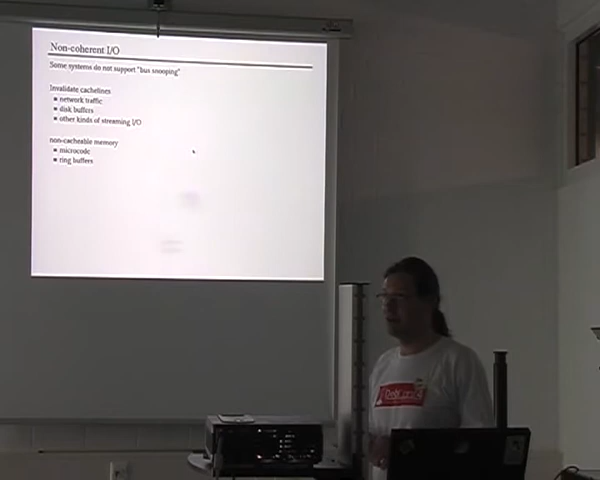 Non-coherent I/O
Some systems do not support "bus snooping"
Invalidate cachelines
network traffic
disk buffers
other kinds of streaming I/O
non-cacheable memory
microcode
ring buffers